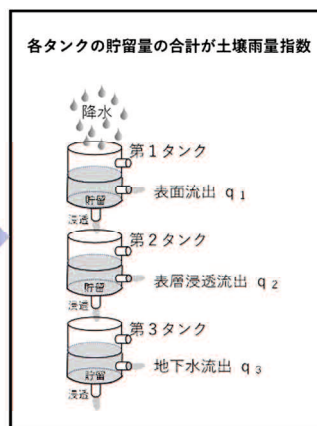 各タンクの貯留量の合計が土壌雨量指数
降水
第1タンク
表面流出 q 1
貯留
浸透
第2タンク
表層浸透流出 q 2
貯留
浸透
第3タンク
地下水流出 q 3
貯留
浸透